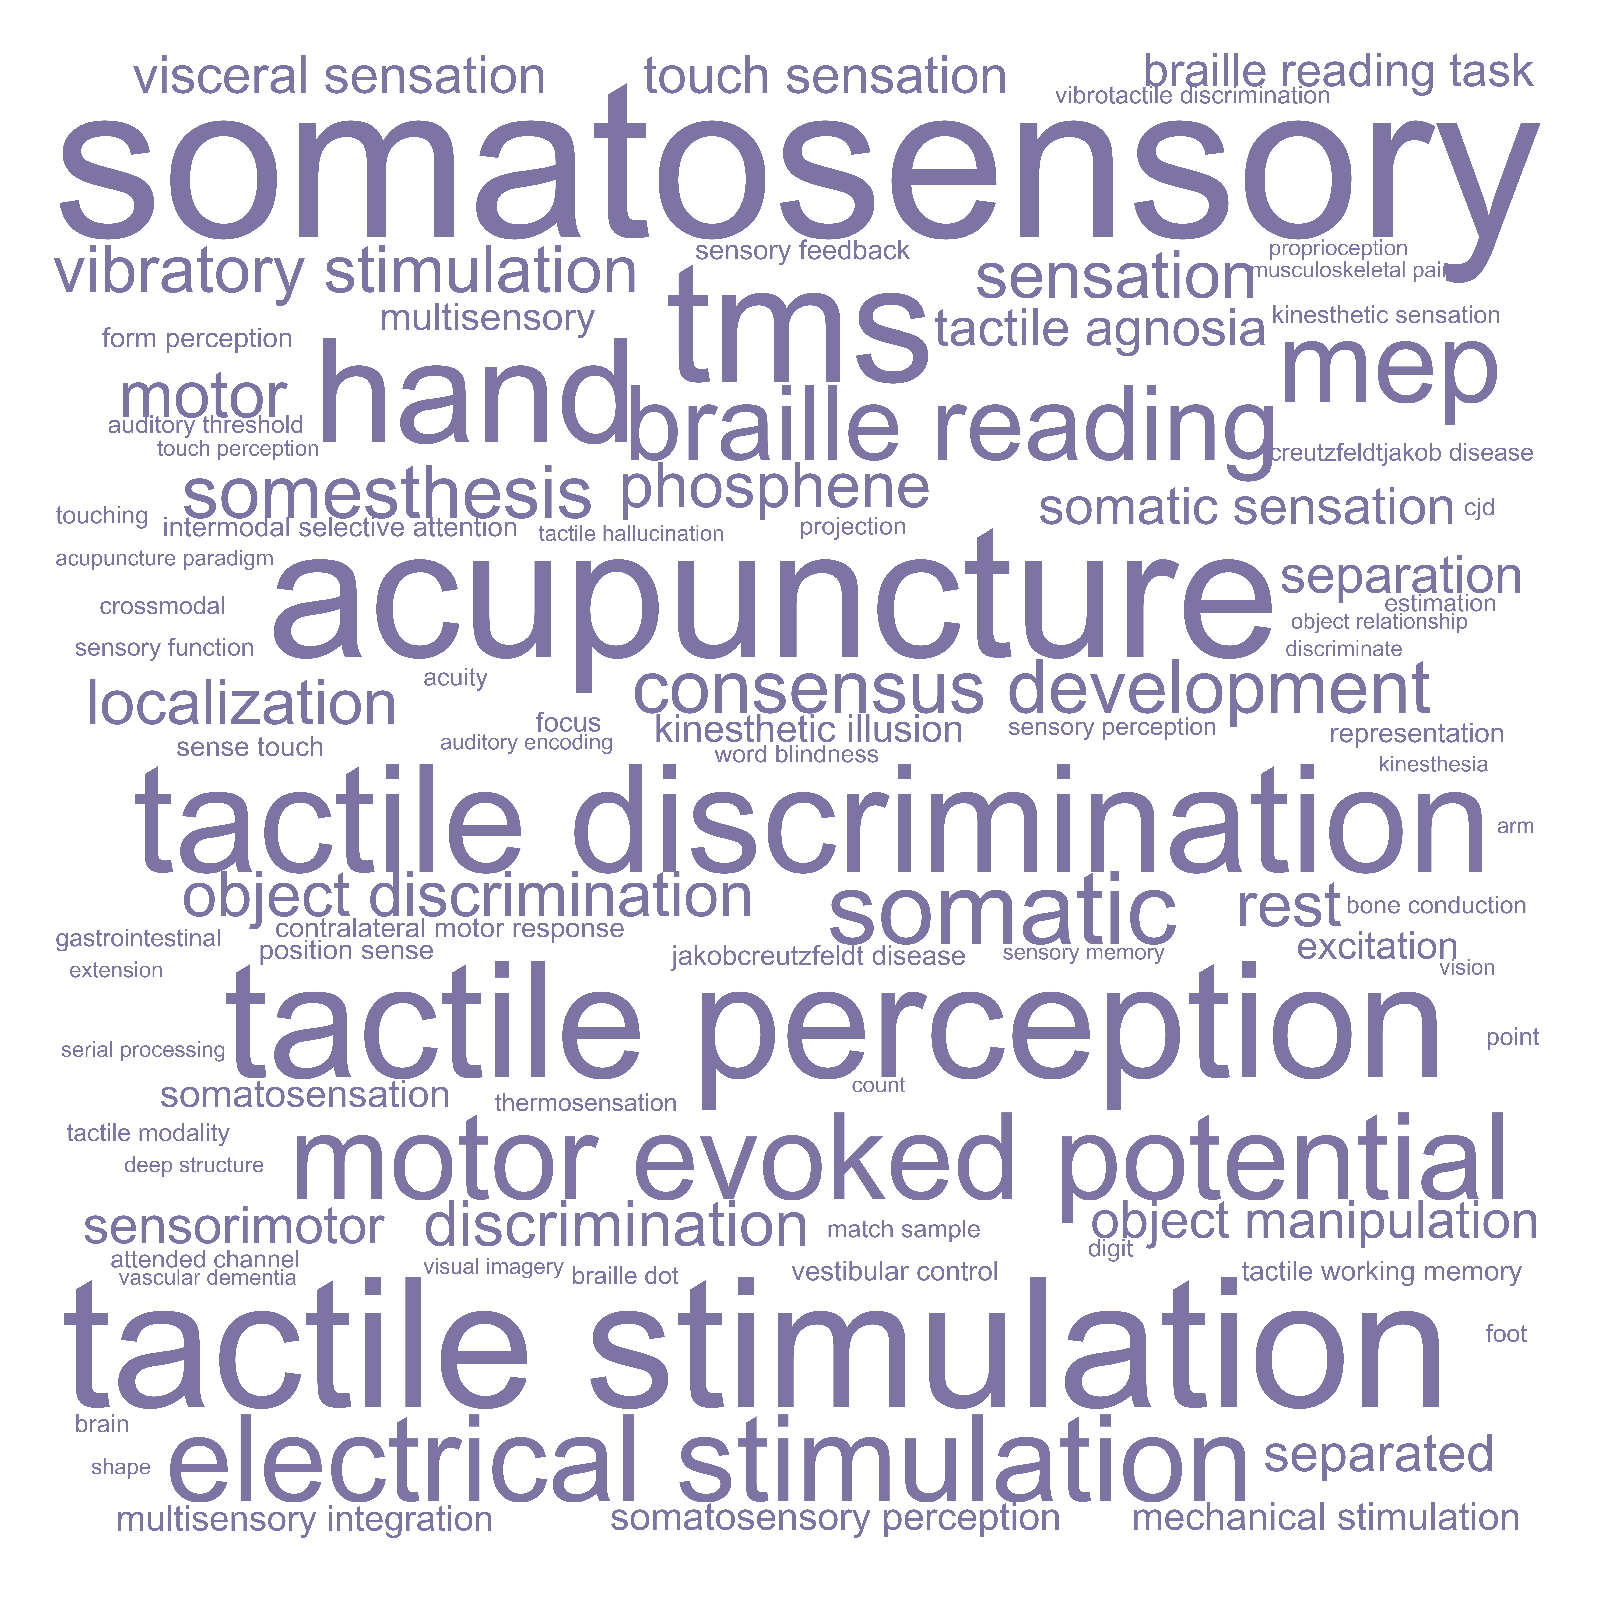 visceral sensation
touch sensation
braille reading task
vibrotactile discrimination
somatosensory
vibratory stimulation
sensory feedback
proprioception
sensation
musculoskeletal pain
tms
multisensory
form perception
tactile agnosia
kinesthetic sensation
hand
mep
motor
braille reading
auditory threshold
touch perception
creutzfeldtjakob disease
somesthesis
phosphene
somatic sensation
cjd
touching
intermodal selective attention
tactile hallucination
projection
acupuncture paradigm
acupuncture
separation
crossmodal
estimation
object relationship
sensory function
discriminate
acuity
consensus development
localization
focus
kinesthetic illusion
sensory perception
representation
sense touch
auditory encoding
word blindness
kinesthesia
tactile discrimination
arm
object discrimination
somatic
rest
bone conduction
contralateral motor response
gastrointestinal
position sense
jakobcreutzfeldt disease
sensory memory
excitation
extension
vision
tactile perception
serial processing
point
count
somatosensation
thermosensation
tactile modality
motor evoked potential
deep structure
sensorimotor
discrimination
match sample
object manipulation
digit
attended channel
vascular dementia
visual imagery
braille dot
vestibular control
tactile working memory
tactile stimulation
foot
brain
electrical stimulation
separated
shape
multisensory integration
somatosensory perception
mechanical stimulation